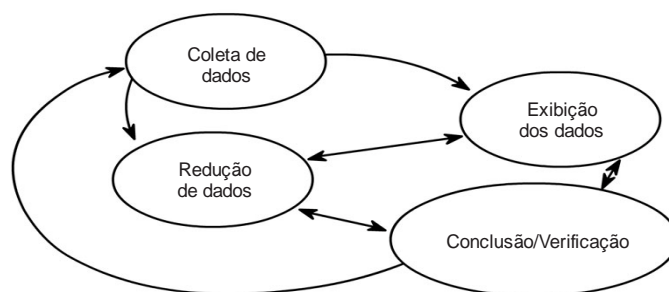 Coleta de
dados
Exibição
dos dados
Redução
de dados
Conclusão/Verificação